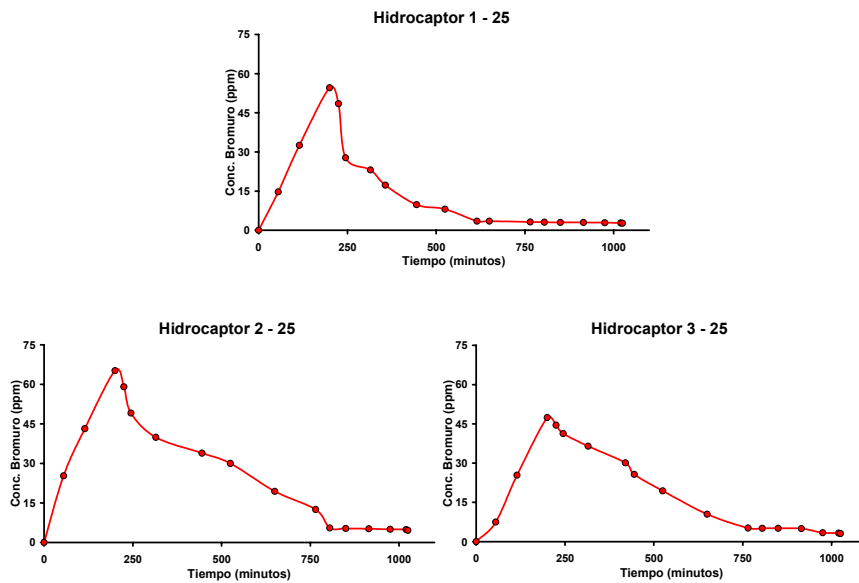 Hidrocaptor 1 - 25
Conc. Bromuro (ppm)
75
60
45
30
15
0
0 250 500 750 1000
Tiempo (minutos)
Hidrocaptor 2 - 25
Conc. Bromuro (ppm)
75
60
45
30
15
0
0 250 500 750 1000
Tiempo (minutos)
Hidrocaptor 3 - 25
Conc. Bromuro (ppm)
75
60
45
30
15
0
0 250 500 750 1000
Tiempo (minutos)